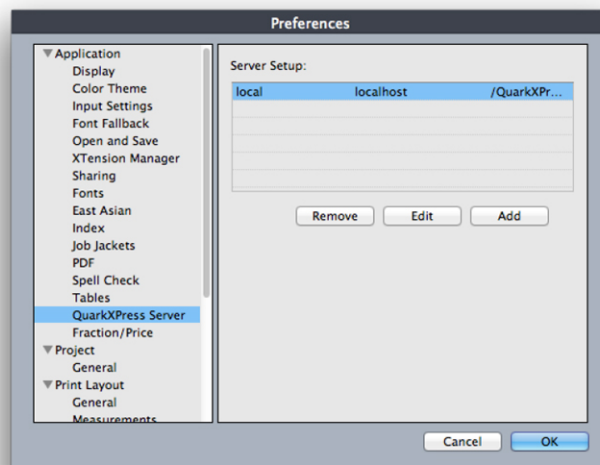 Preferences
Application
Display
Color Theme
Input Settings
Font Fallback
Open and Save
XTension Manager
Sharing
Fonts
East Asian
Index
Job Jackets
PDF
Spell Check
Tables
QuarkXPress Server
Fraction/Price
Project
General
Print Layout
General
Measurements
Server Setup:
local localhost /QuarkXPr...
Remove Edit Add
Cancel OK